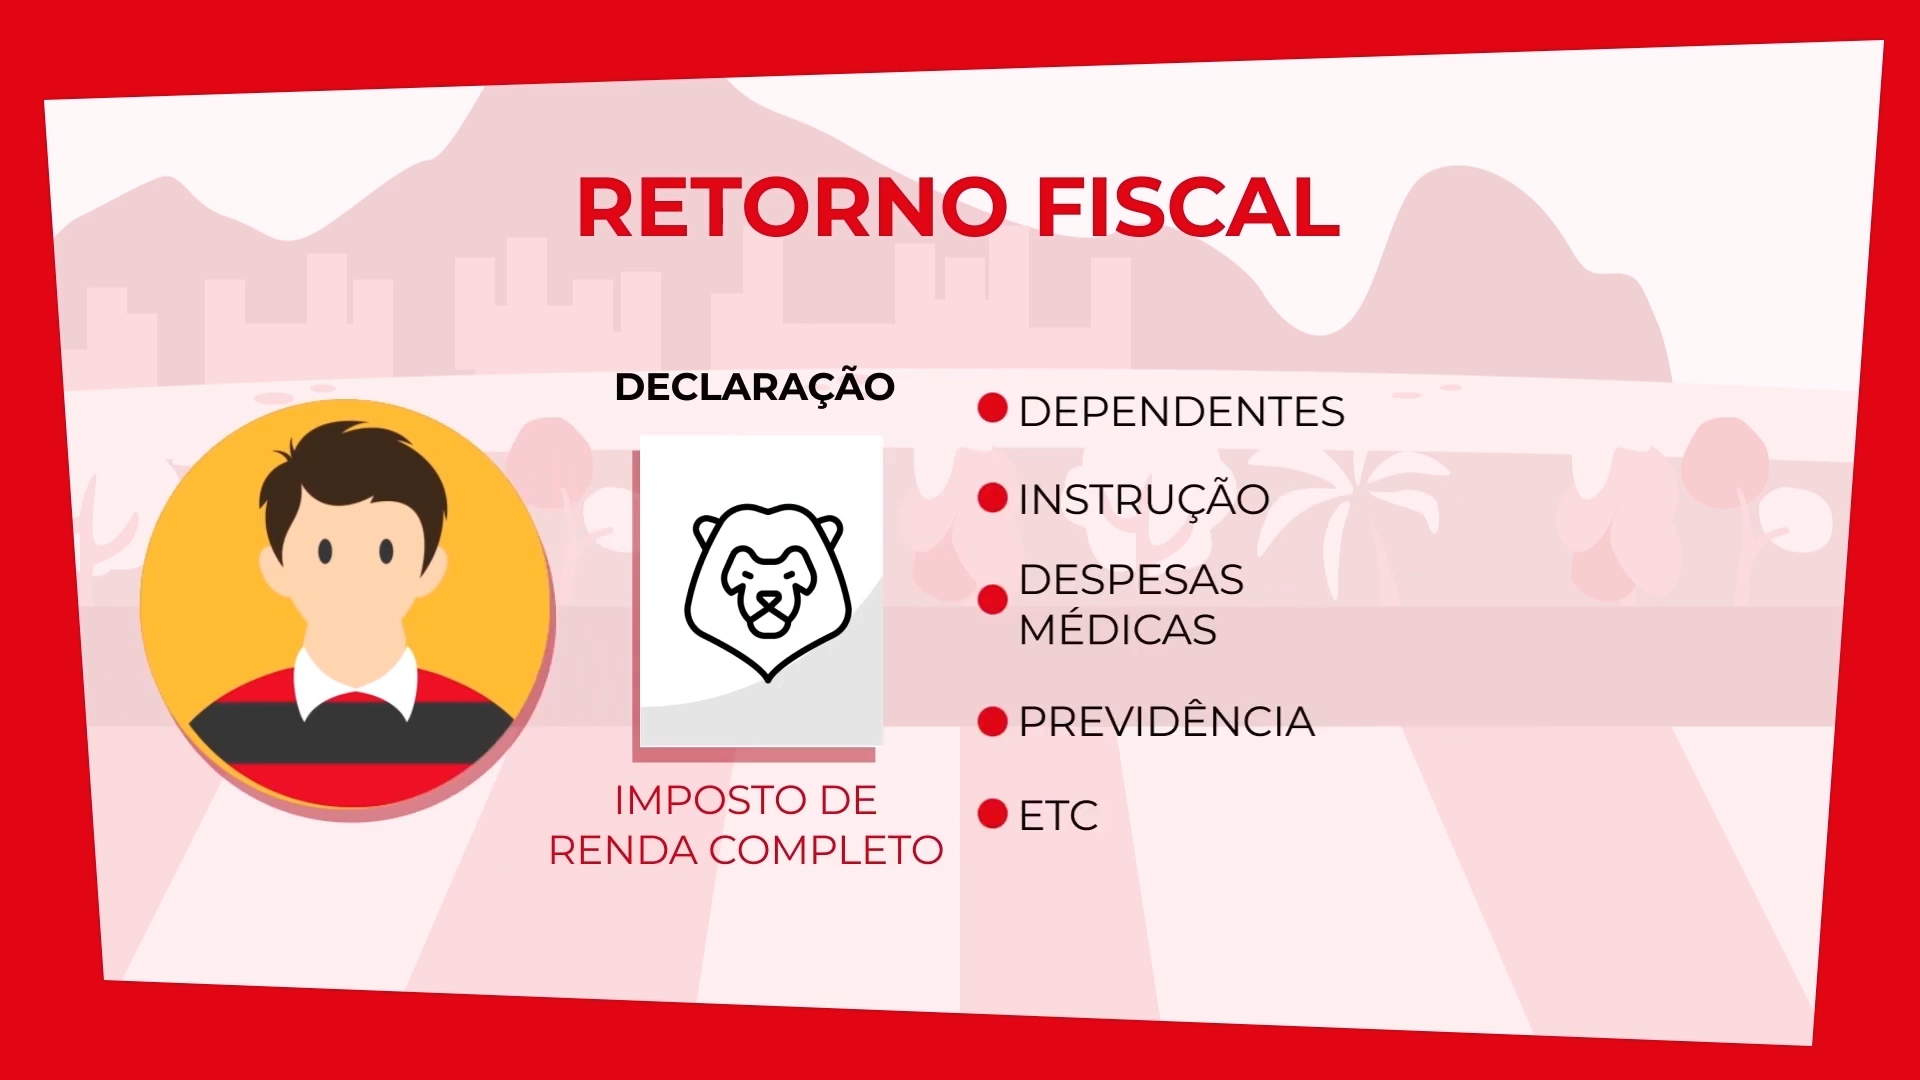 RETORNO FISCAL
DECLARAÇÃO
IMPOSTO DE
RENDA COMPLETO
DEPENDENTES
INSTRUÇÃO
DESPESAS
MÉDICAS
PREVIDÊNCIA
ETC